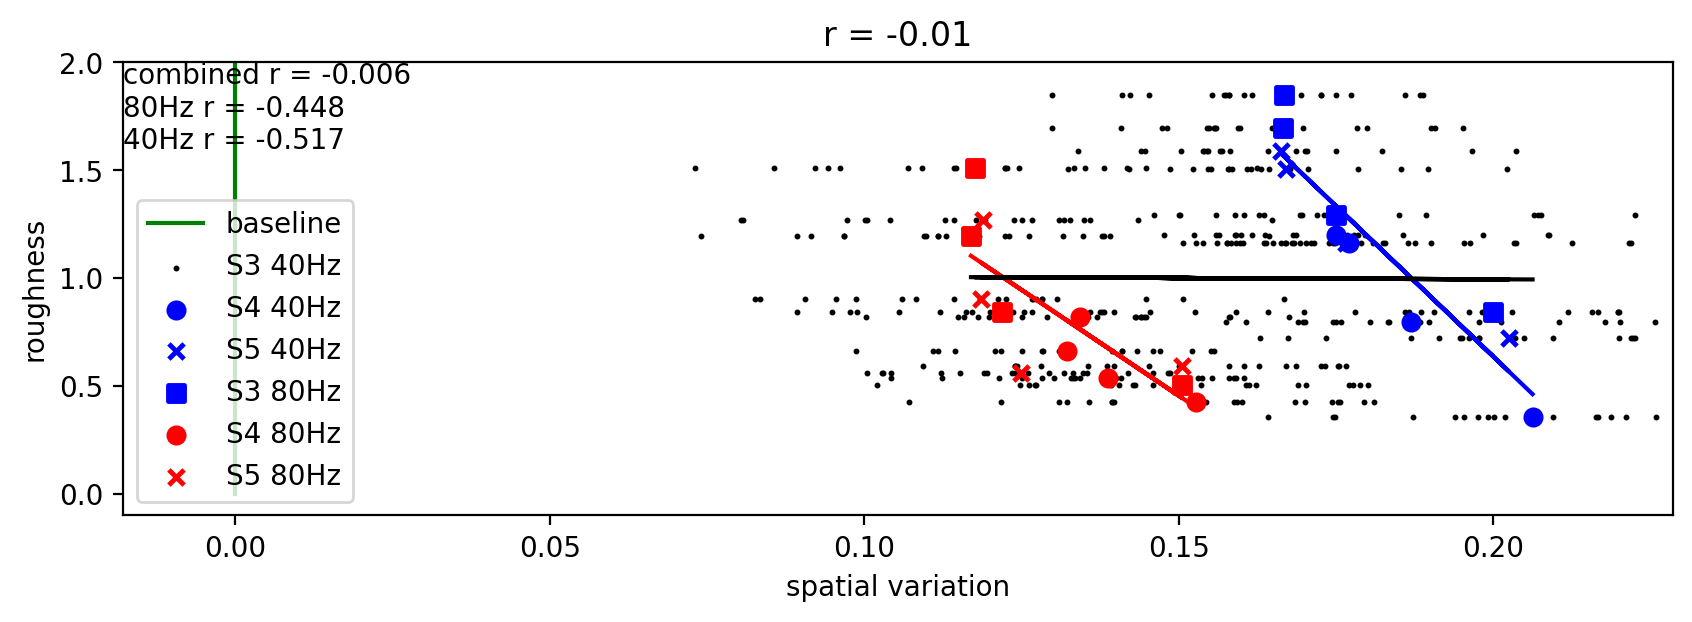 r = -0.01
combined r = -0.006
80Hz r = -0.448
40Hz r = -0.517
baseline
S3 40Hz
S4 40Hz
S5 40Hz
S3 80Hz
S4 80Hz
S5 80Hz
roughness
2.0
1.5
1.0
0.5
0.0
0.00 0.05 0.10 0.15 0.20
spatial variation